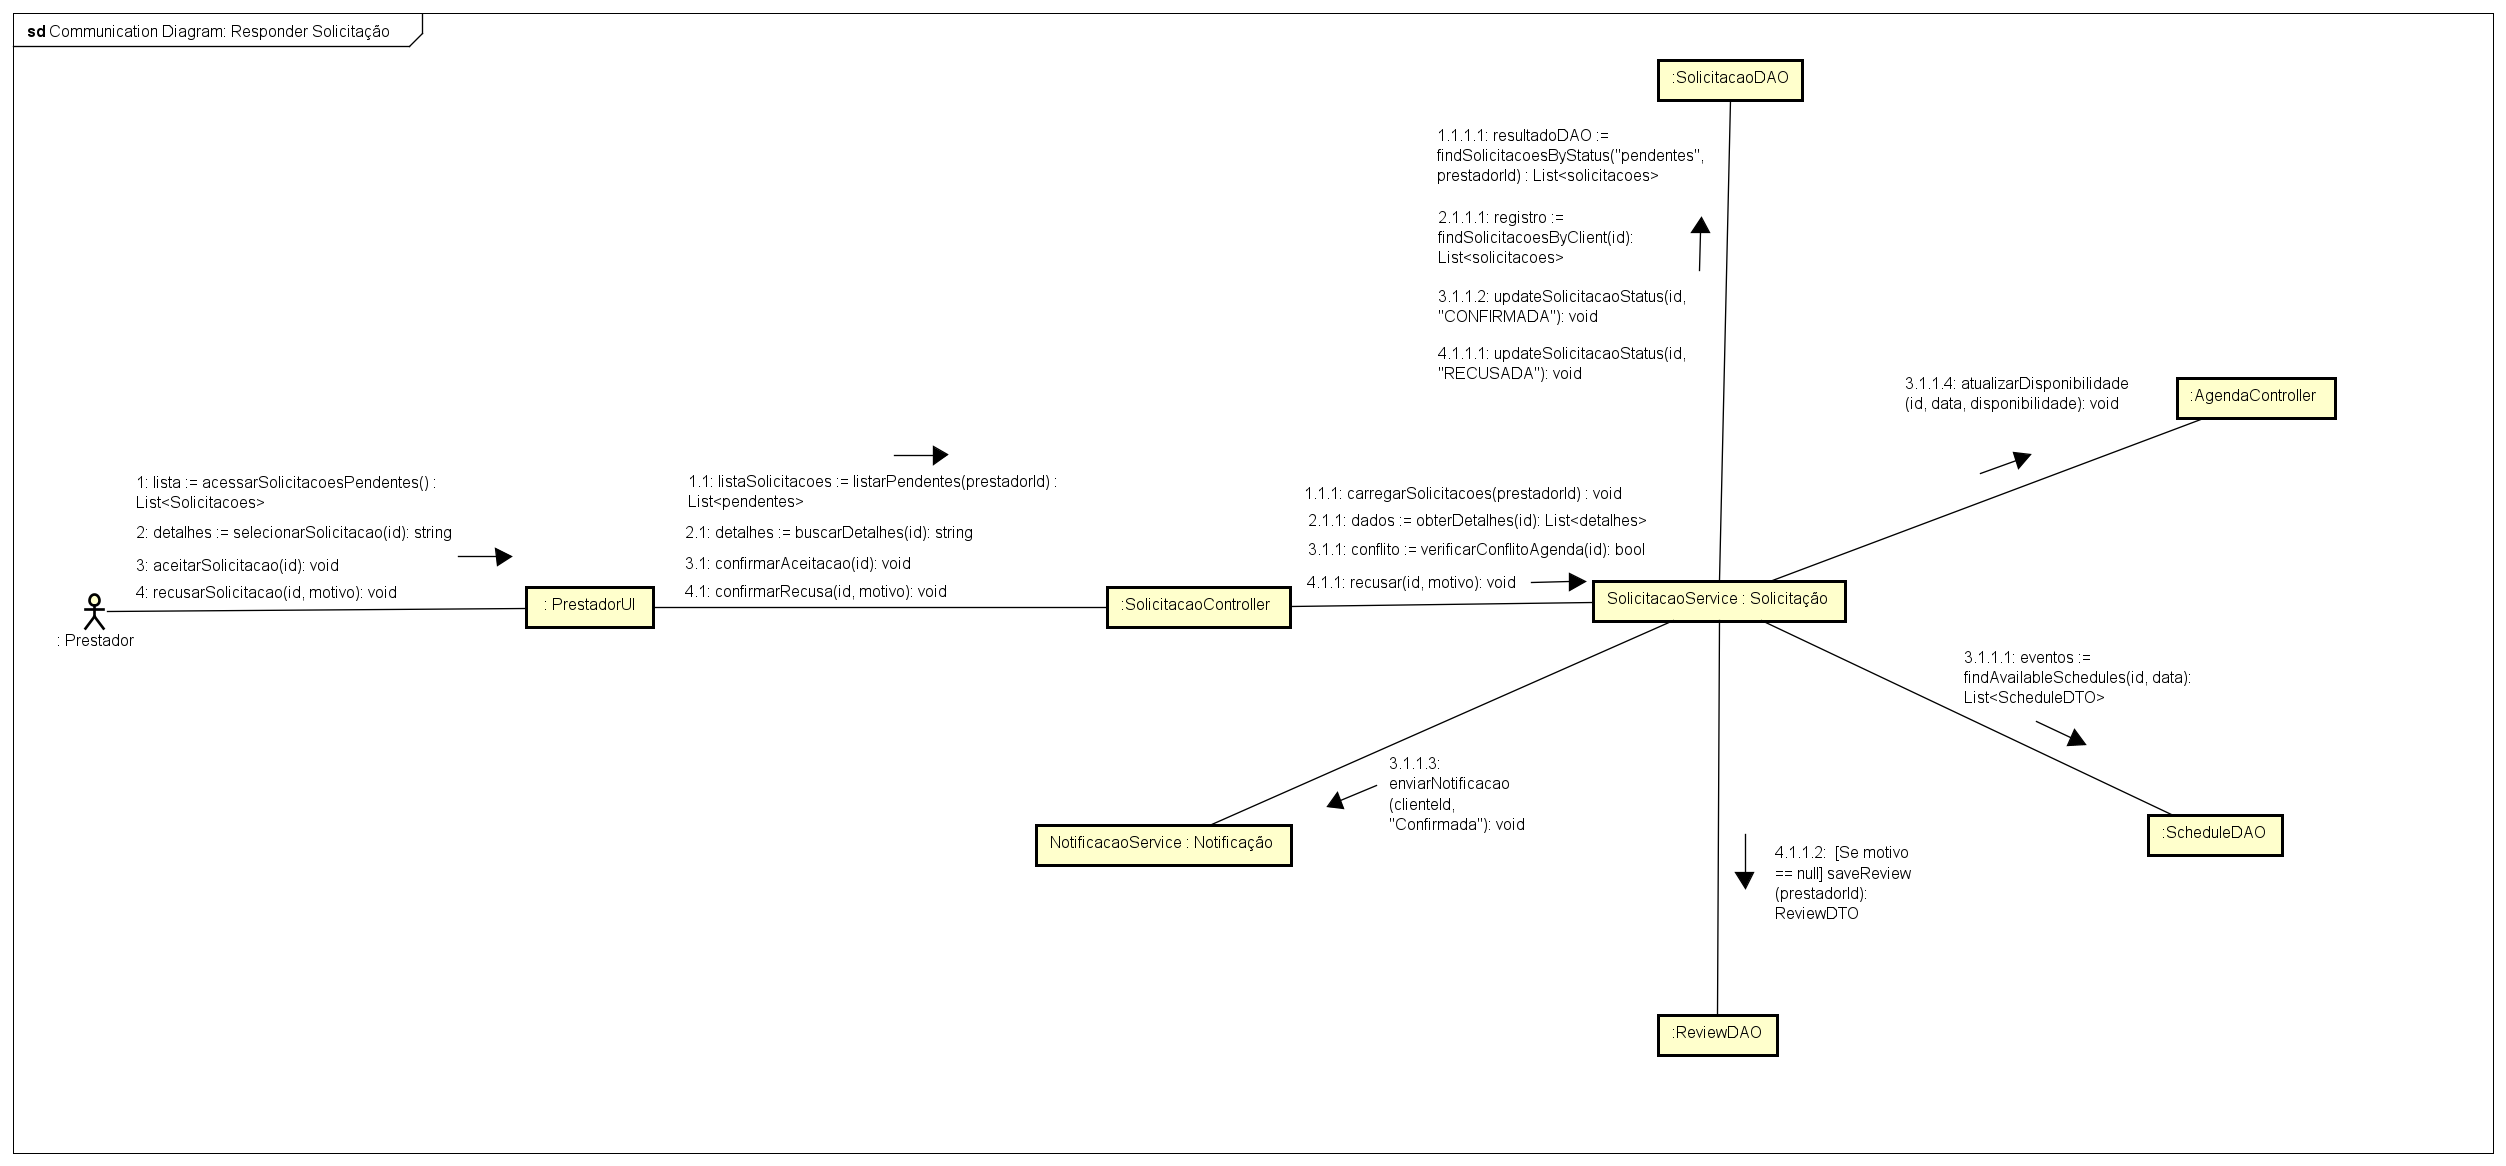 sd Communication Diagram: Responder Solicitação
:SolicitacaoDAO
1.1.1.1: resultadoDAO :=
findSolicitacoesByStatus("pendentes",
prestadorId) : List<solicitacoes>
2.1.1.1: registro :=
findSolicitacoesByClient(id):
List<solicitacoes>
3.1.1.2: updateSolicitacaoStatus(id,
"CONFIRMADA"): void
4.1.1.1: updateSolicitacaoStatus(id,
"RECUSADA"): void
3.1.1.4: atualizarDisponibilidade
(id, data, disponibilidade): void
:AgendaController
1: lista := acessarSolicitacoesPendentes() :
List<Solicitacoes>
2: detalhes := selecionarSolicitacao(id): string
3: aceitarSolicitacao(id): void
4: recusarSolicitacao(id, motivo): void
1.1: listaSolicitacoes := listarPendentes(prestadorId) :
List<pendentes>
2.1: detalhes := buscarDetalhes(id): string
3.1: confirmarAceitacao(id): void
4.1: confirmarRecusa(id, motivo): void
1.1.1: carregarSolicitacoes(prestadorId) : void
2.1.1: dados := obterDetalhes(id): List<detalhes>
3.1.1: conflito := verificarConflitoAgenda(id): bool
4.1.1: recusar(id, motivo): void
: Prestador
: PrestadorUI
:SolicitacaoController
SolicitacaoService : Solicitação
3.1.1.1: eventos :=
findAvailableSchedules(id, data):
List<ScheduleDTO>
3.1.1.3:
enviarNotificacao
(clienteId,
"Confirmada"): void
NotificacaoService : Notificação
:ScheduleDAO
4.1.1.2:  [Se motivo
== null] saveReview
(prestadorId):
ReviewDTO
:ReviewDAO